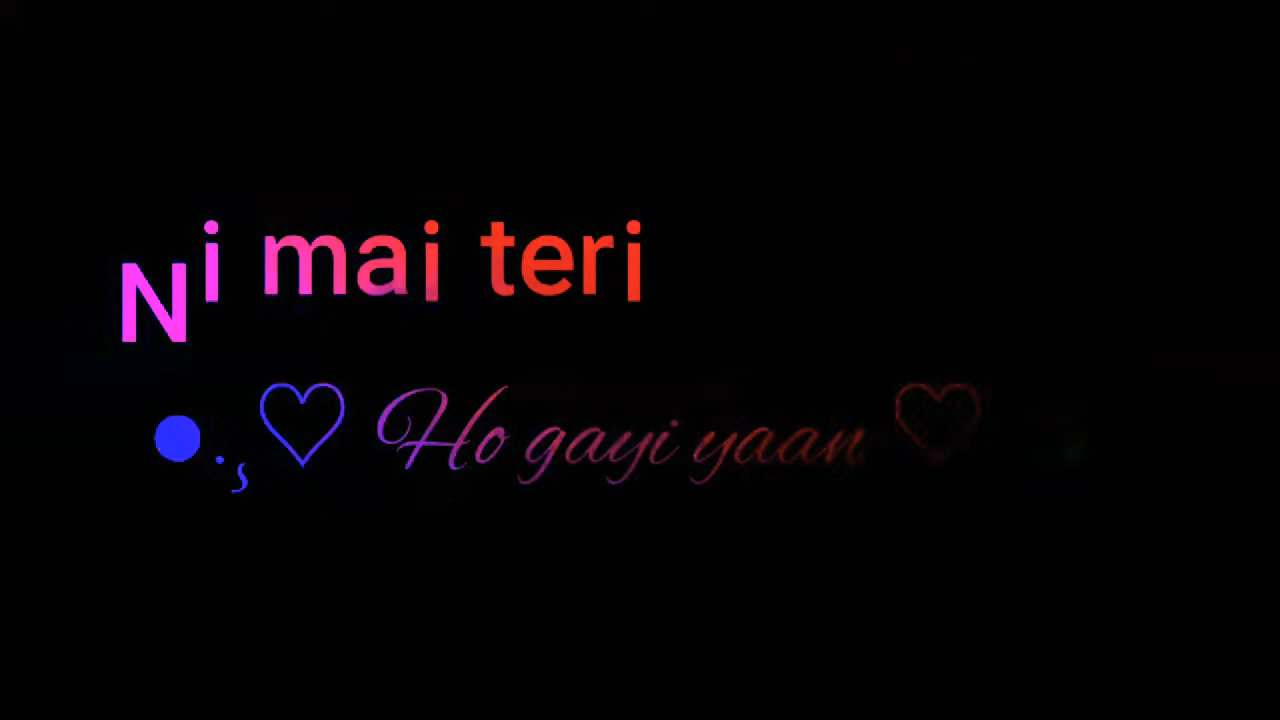 Ni mai teri
●.¸♡ Ho gayi yaan ♡